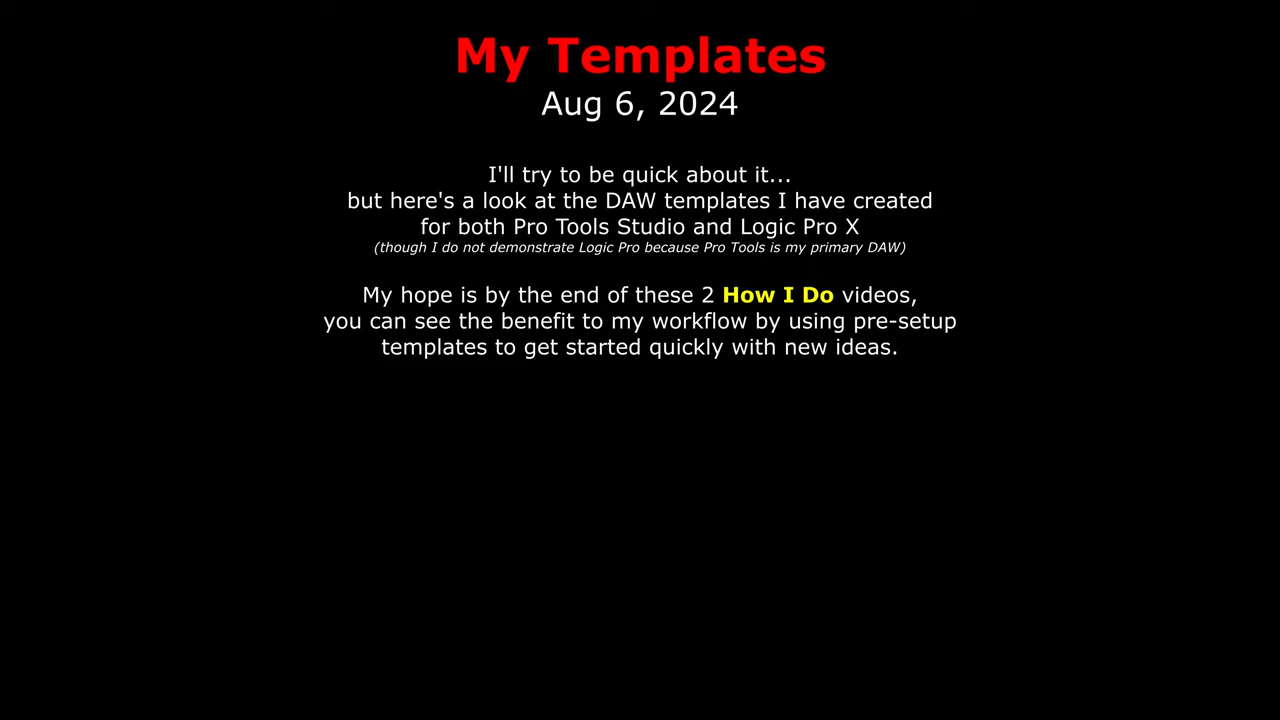 My Templates
Aug 6, 2024
I'll try to be quick about it...
but here's a look at the DAW templates I have created
for both Pro Tools Studio and Logic Pro X
(though I do not demonstrate Logic Pro because Pro Tools is my primary DAW)
My hope is by the end of these 2 How I Do videos,
you can see the benefit to my workflow by using pre-setup
templates to get started quickly with new ideas.